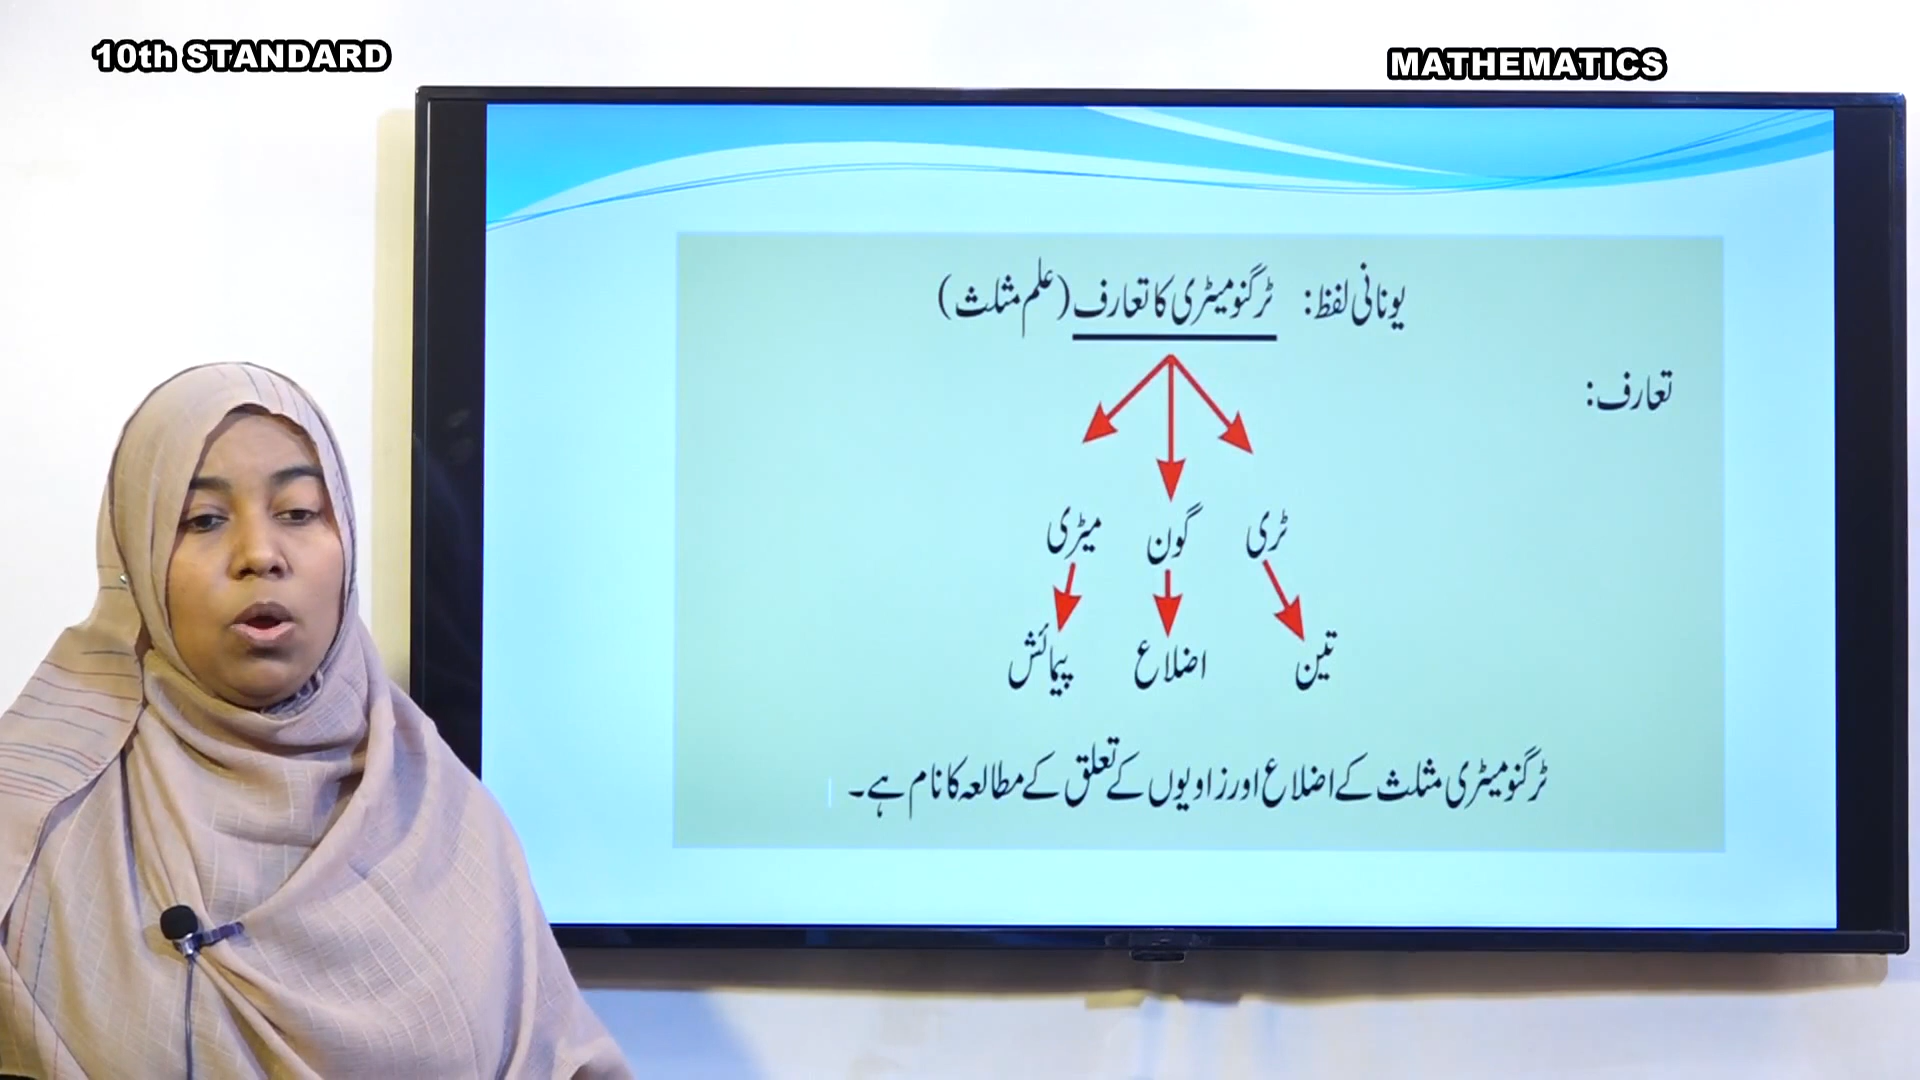 10th STANDARD
MATHEMATICS
یونانی لفظ: ٹرگنومیٹری کا تعارف (علم مثلث)
تعارف:
ٹری گون میٹری
تین اضلاع پیمائش
ٹرگنومیٹری مثلث کے اضلاع اور زاویوں کے تعلق کے مطالعہ کا نام ہے۔